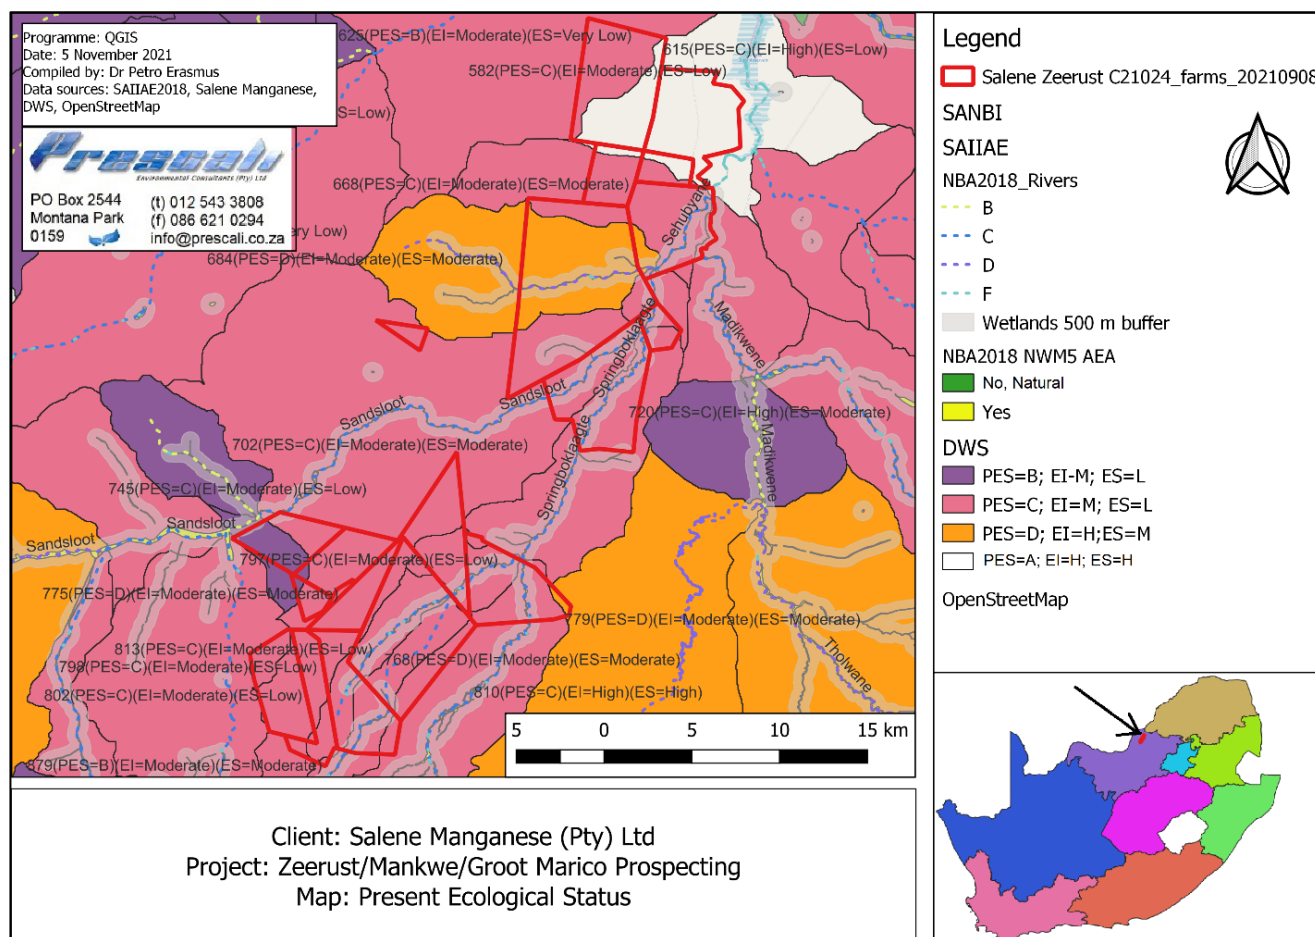 Programme: QGIS
Date: 5 November 2021
Compiled by: Dr Petro Erasmus
Data sources: SAIIAE2018, Salene Manganese,
DWS, OpenStreetMap
Prescali
Environmental Consultants (Pty) Ltd
PO Box 2544
Montana Park
0159
(t) 012 543 3808
(f) 086 621 0294
info@prescali.co.za
625(PES=B)(EI=Moderate)(ES=Very Low)
615(PES=C)(EI=High)(ES=Low)
582(PES=C)(EI=Moderate)(ES=Low)
S=Low)
668(PES=C)(EI=Moderate)(ES=Moderate)
ery Low)
684(PES=D)(EI=Moderate)(ES=Moderate)
Sehubyane
Springboklaagte
Madikwene
Sandsloot
Sandsloot
720(PES=C)(EI=High)(ES=Moderate)
702(PES=C)(EI=Moderate)(ES=Moderate)
Madikwene
745(PES=C)(EI=Moderate)(ES=Low)
Springboklaagte
Sandsloot
Sandsloot
797(PES=C)(EI=Moderate)(ES=Low)
775(PES=D)(EI=Moderate)(ES=Moderate)
779(PES=D)(EI=Moderate)(ES=Moderate)
813(PES=C)(EI=Moderate)(ES=Low)
798(PES=C)(EI=Moderate)(ES=Low)
768(PES=D)(EI=Moderate)(ES=Moderate)
Tholwane
802(PES=C)(EI=Moderate)(ES=Low)
810(PES=C)(EI=High)(ES=High)
879(PES=B)(EI=Moderate)(ES=Moderate)
5 0 5 10 15 km
Client: Salene Manganese (Pty) Ltd
Project: Zeerust/Mankwe/Groot Marico Prospecting
Map: Present Ecological Status
Legend
Salene Zeerust C21024_farms_20210908
SANBI
SAIIAE
NBA2018_Rivers
B
C
D
F
Wetlands 500 m buffer
NBA2018 NWM5 AEA
No, Natural
Yes
DWS
PES=B; EI-M; ES=L
PES=C; EI=M; ES=L
PES=D; EI=H;ES=M
PES=A; EI=H; ES=H
OpenStreetMap